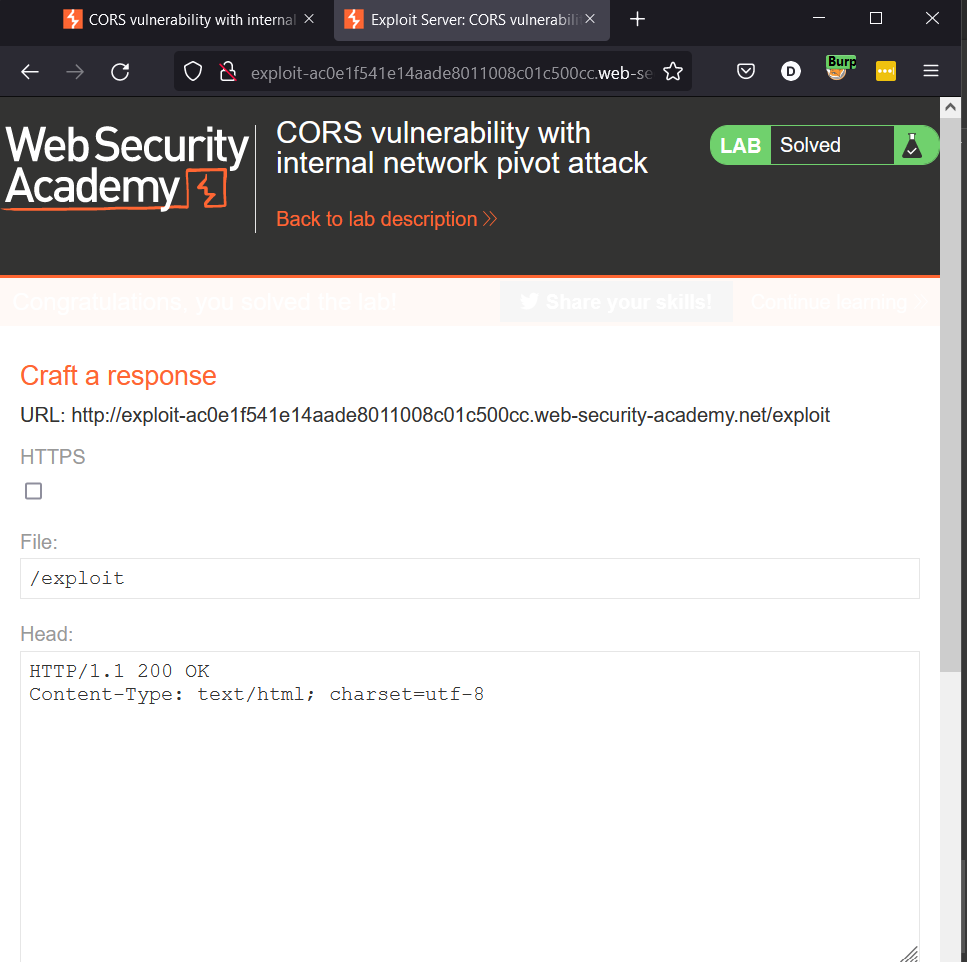 CORS vulnerability with internal
Exploit Server: CORS vulnerabili
exploit-ac0e1f541e14aade8011008c01c500cc.web-se
D
Burp
Web Security
Academy
CORS vulnerability with
internal network pivot attack
Back to lab description
LAB
Solved
Congratulations, you solved the lab!
Share your skills!
Continue learning
Craft a response
URL: http://exploit-ac0e1f541e14aade8011008c01c500cc.web-security-academy.net/exploit
HTTPS
File:
/exploit
Head:
HTTP/1.1 200 OK
Content-Type: text/html; charset=utf-8